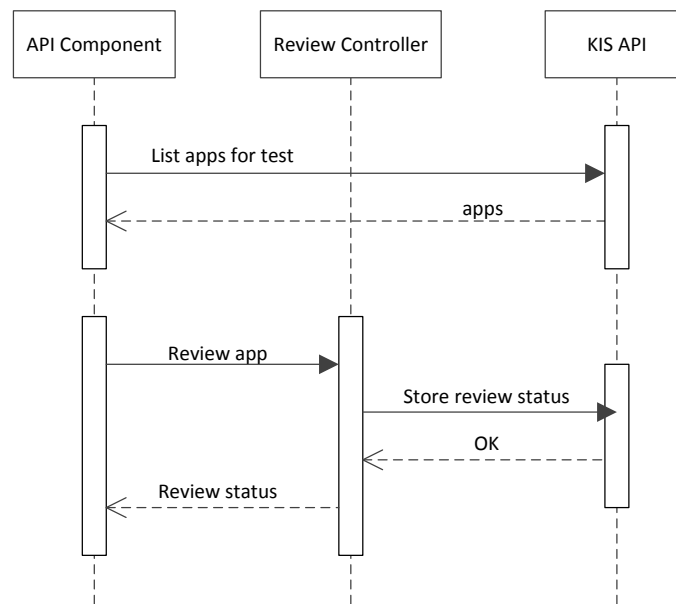 API Component
Review Controller
KIS API
List apps for test
apps
Review app
Store review status
OK
Review status